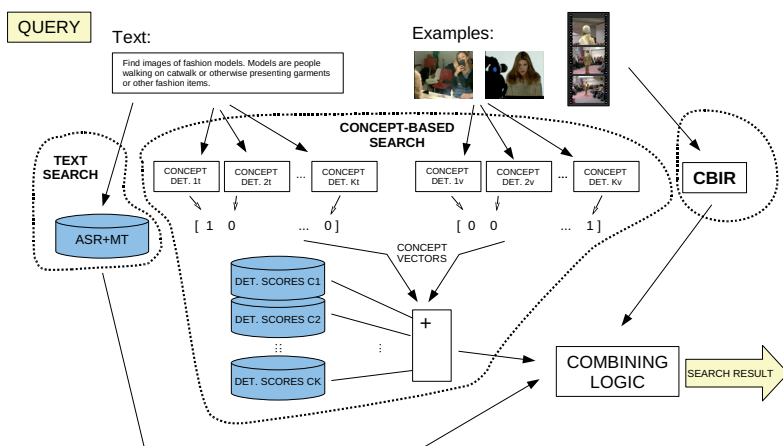 QUERY
Text:
Examples:
Find images of fashion models. Models are people
walking on catwalk or otherwise presenting garments
or other fashion items.
CONCEPT-BASED
SEARCH
TEXT
SEARCH
CONCEPT
DET. 1t
CONCEPT
DET. 2t
...
CONCEPT
DET. Kt
CONCEPT
DET. 1v
CONCEPT
DET. 2v
...
CONCEPT
DET. Kv
CBIR
ASR+MT
[ 1 0 ... 0 ]
[ 0 0 ... 1 ]
CONCEPT
VECTORS
DET. SCORES C1
DET. SCORES C2
...
...
DET. SCORES CK
+
COMBINING
LOGIC
SEARCH RESULT